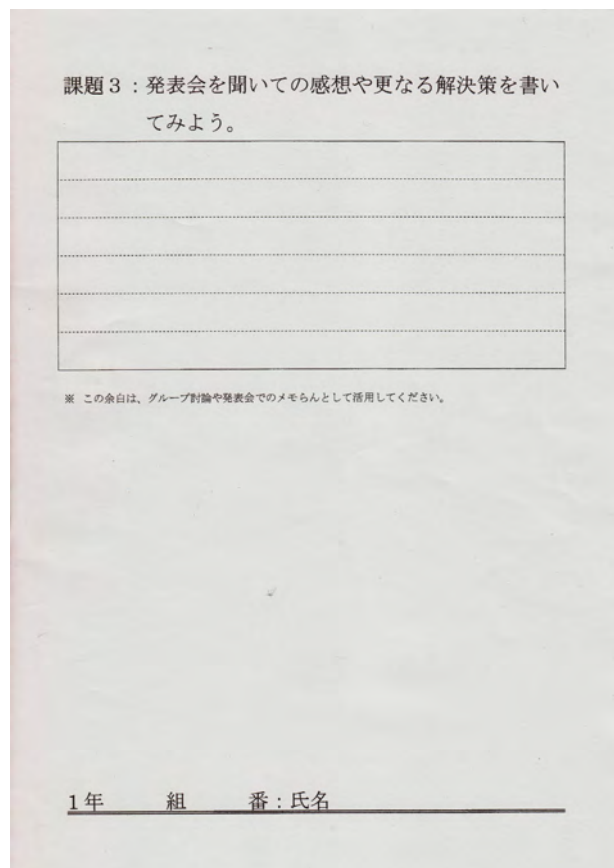 課題３：発表会を聞いての感想や更なる解決策を書い
てみよう。
※ この余白は、グループ討論や発表会でのメモらんとして活用してください。
１年　　組　　番：氏名